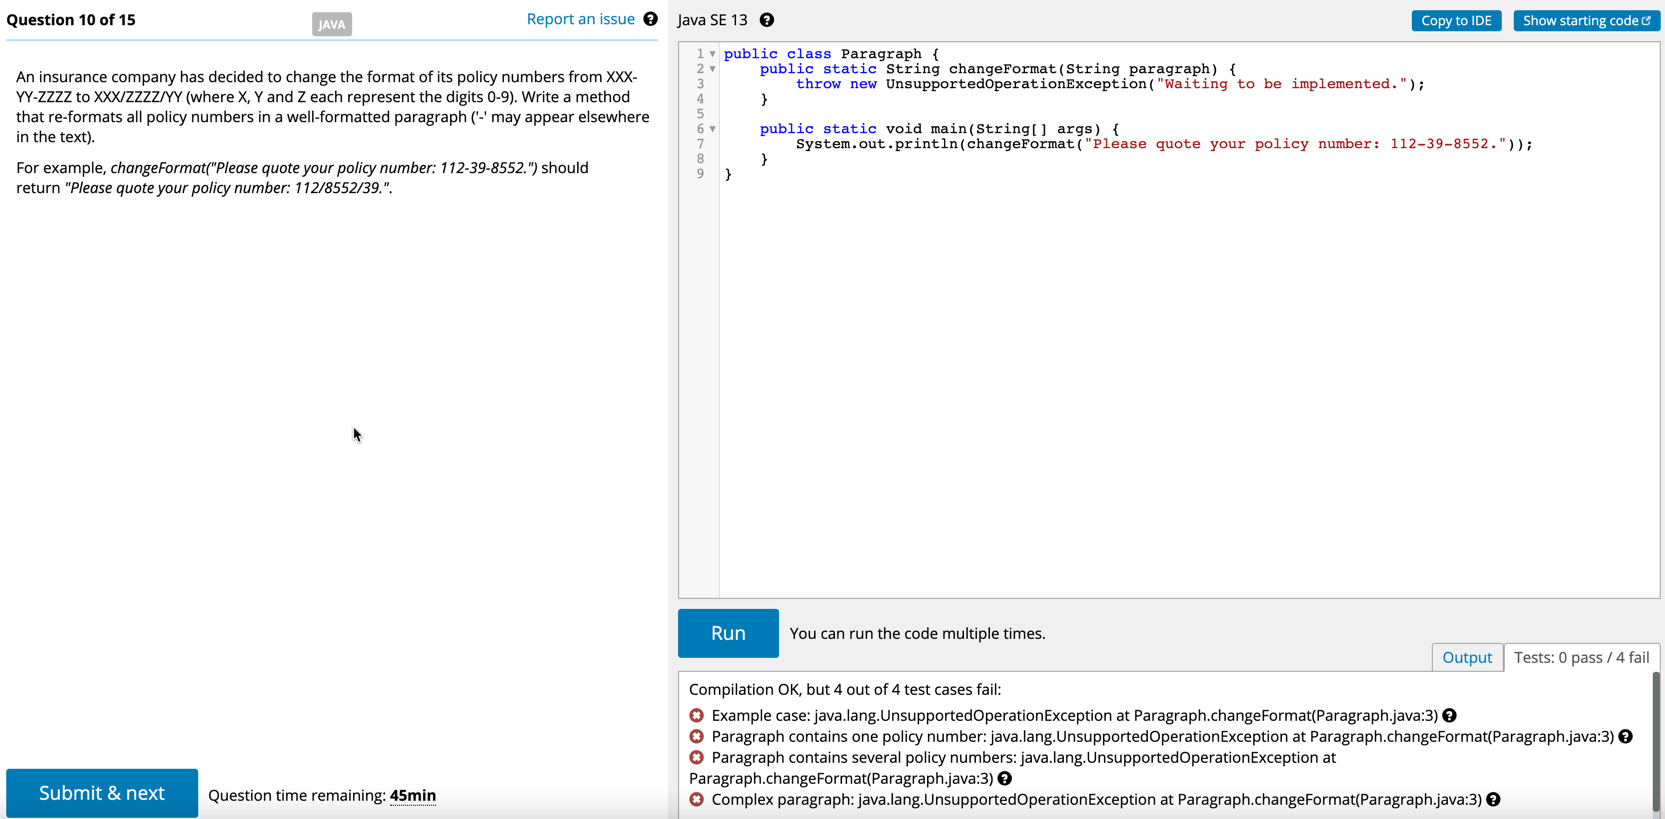 Question 10 of 15
JAVA
Report an issue ?
An insurance company has decided to change the format of its policy numbers from XXX-
YY-ZZZZ to XXX/ZZZZ/YY (where X, Y and Z each represent the digits 0-9). Write a method
that re-formats all policy numbers in a well-formatted paragraph ('-' may appear elsewhere
in the text).
For example, changeFormat("Please quote your policy number: 112-39-8552.") should
return "Please quote your policy number: 112/8552/39.".
Submit & next
Question time remaining: 45min
Java SE 13 ?
Copy to IDE
Show starting code
1 public class Paragraph {
2     public static String changeFormat(String paragraph) {
3         throw new UnsupportedOperationException("Waiting to be implemented.");
4     }
5
6     public static void main(String[] args) {
7         System.out.println(changeFormat("Please quote your policy number: 112-39-8552."));
8     }
9 }
Run
You can run the code multiple times.
Output
Tests: 0 pass / 4 fail
Compilation OK, but 4 out of 4 test cases fail:
Example case: java.lang.UnsupportedOperationException at Paragraph.changeFormat(Paragraph.java:3) ?
Paragraph contains one policy number: java.lang.UnsupportedOperationException at Paragraph.changeFormat(Paragraph.java:3) ?
Paragraph contains several policy numbers: java.lang.UnsupportedOperationException at
Paragraph.changeFormat(Paragraph.java:3) ?
Complex paragraph: java.lang.UnsupportedOperationException at Paragraph.changeFormat(Paragraph.java:3) ?